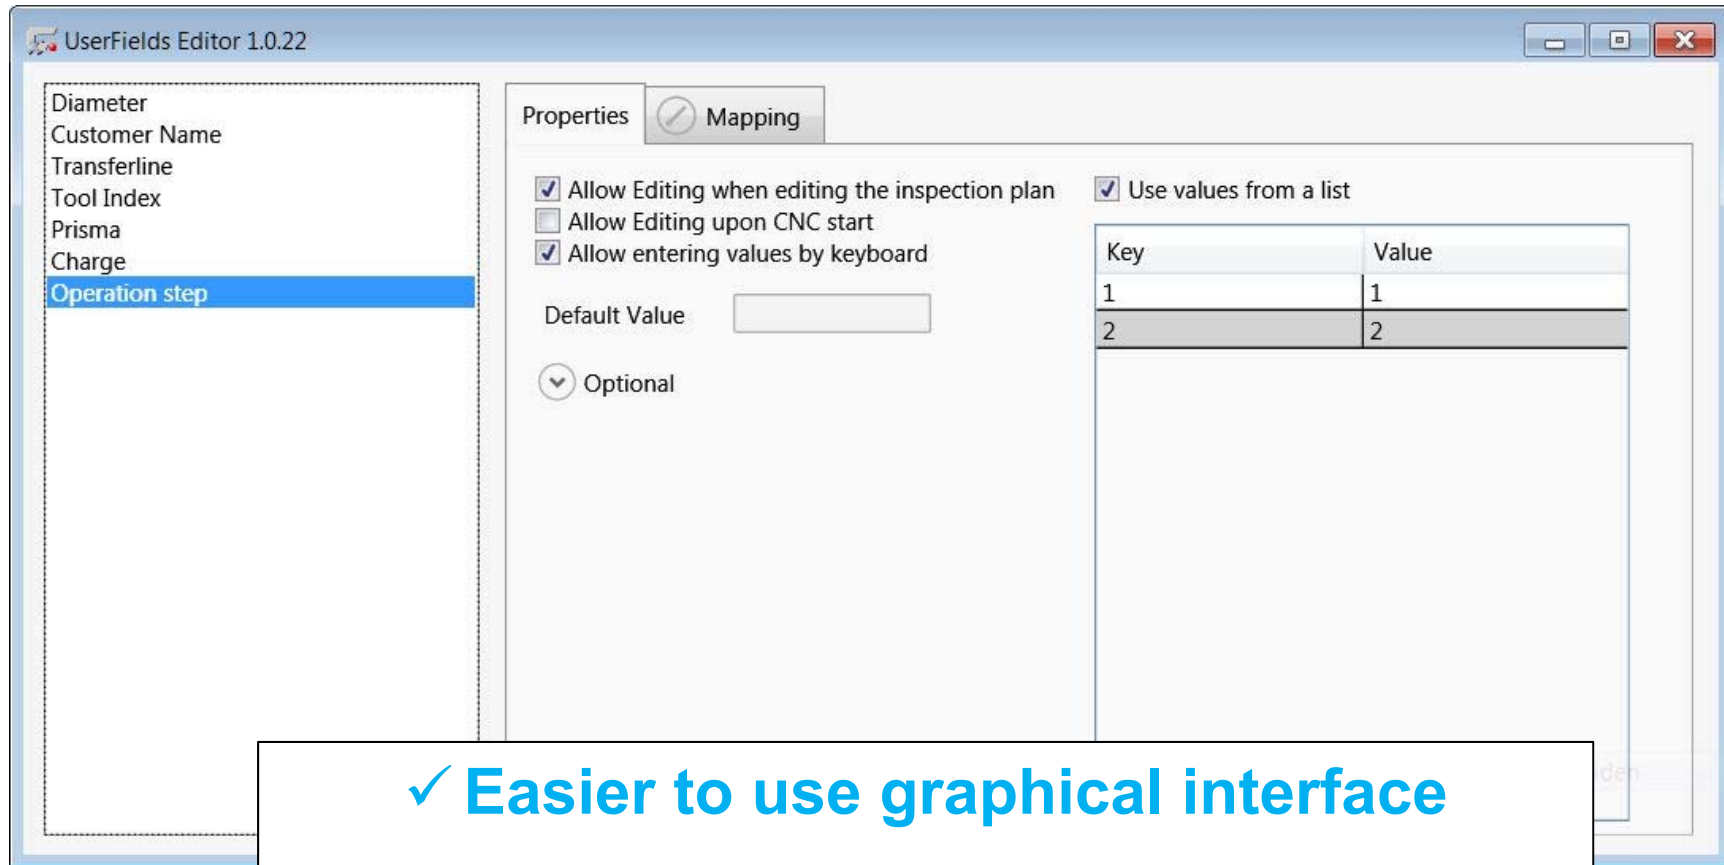 UserFields Editor 1.0.22
Diameter
Customer Name
Transferline
Tool Index
Prisma
Charge
Operation step
Properties
Mapping
Allow Editing when editing the inspection plan
Allow Editing upon CNC start
Allow entering values by keyboard
Default Value
Optional
Use values from a list
Key Value
1 1
2 2
✓ Easier to use graphical interface